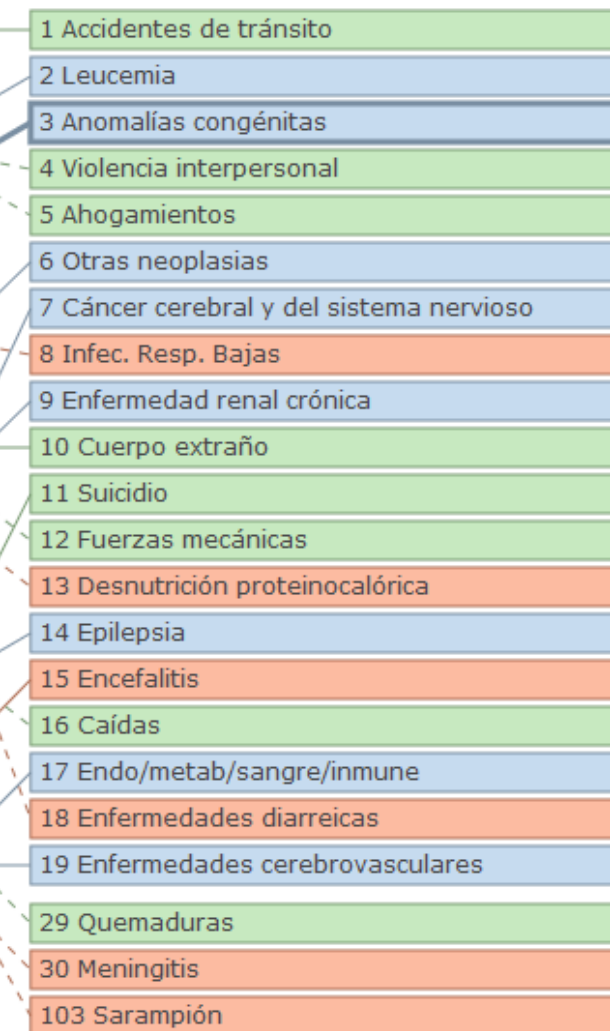 1 Accidentes de tránsito
2 Leucemia
3 Anomalías congénitas
4 Violencia interpersonal
5 Ahogamientos
6 Otras neoplasias
7 Cáncer cerebral y del sistema nervioso
8 Infec. Resp. Bajas
9 Enfermedad renal crónica
10 Cuerpo extraño
11 Suicidio
12 Fuerzas mecánicas
13 Desnutrición proteinocalórica
14 Epilepsia
15 Encefalitis
16 Caídas
17 Endo/metab/sangre/inmune
18 Enfermedades diarreicas
19 Enfermedades cerebrovasculares
29 Quemaduras
30 Meningitis
103 Sarampión